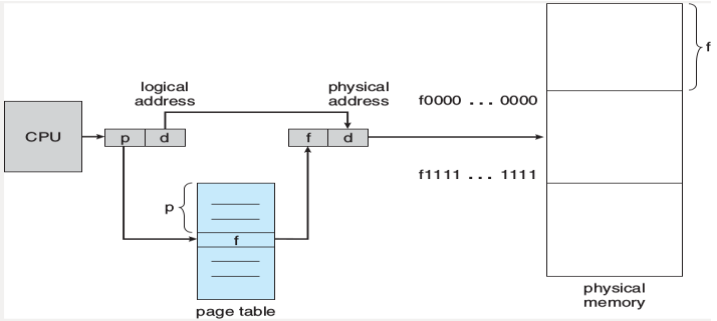 logical
address
physical
address
CPU
p
d
f
d
f0000 ... 0000
f1111 ... 1111
f
p
f
page table
physical
memory